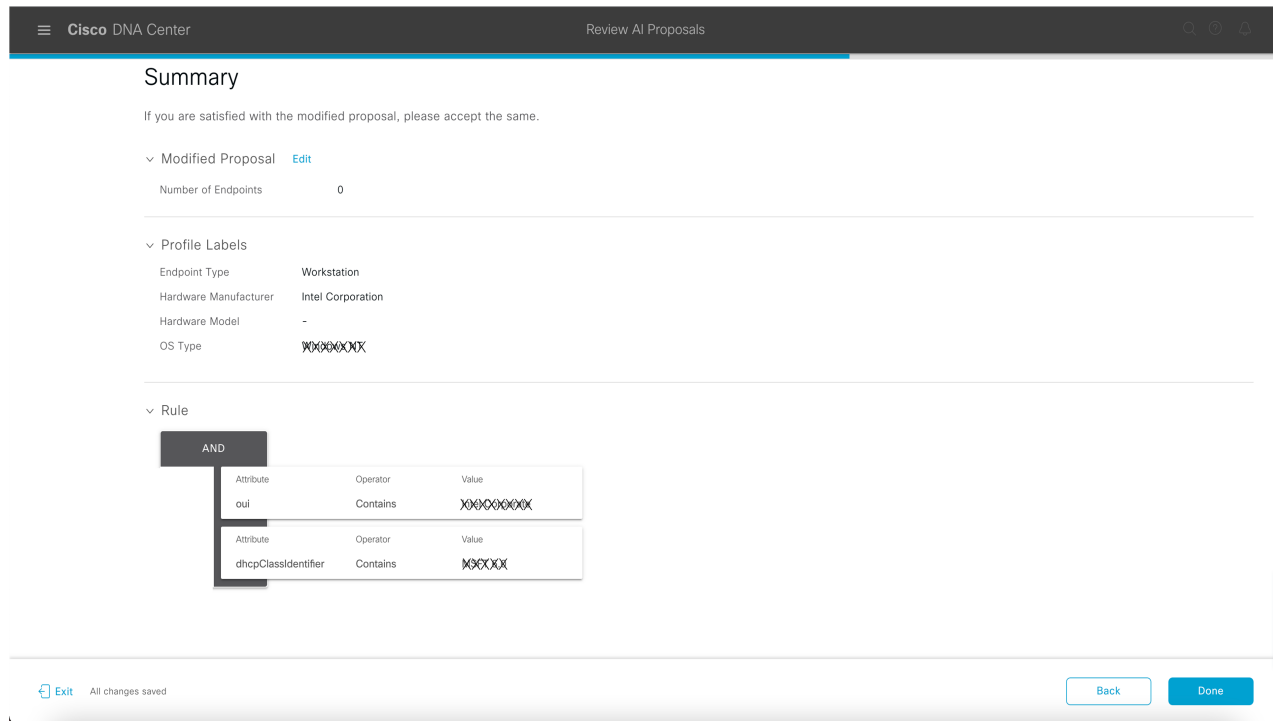 Cisco DNA Center
Review AI Proposals
Summary
If you are satisfied with the modified proposal, please accept the same.
Modified Proposal Edit
Number of Endpoints 0
Profile Labels
Endpoint Type Workstation
Hardware Manufacturer Intel Corporation
Hardware Model -
OS Type
Rule
AND
Attribute Operator Value
oui Contains
Attribute Operator Value
dhcpClassIdentifier Contains
Exit All changes saved
Back Done